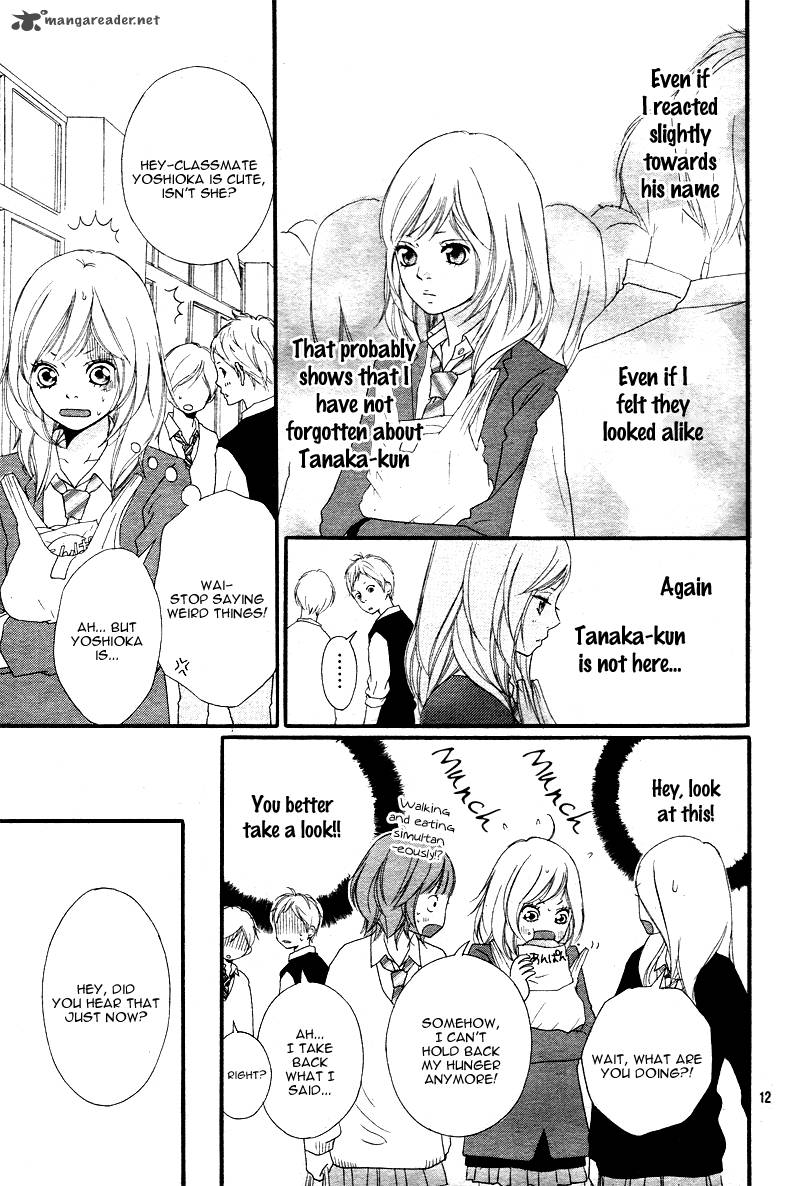 mangareader.net
Even if
I reacted
slightly
towards
his name
Even if I
felt they
looked alike
That probably
shows that I
have not
forgotten about
Tanaka-kun
Again
Tanaka-kun
is not here...
HEY-CLASSMATE
YOSHIOKA IS CUTE,
ISN'T SHE?
WAI-
STOP SAYING
WEIRD THINGS!
AH... BUT
YOSHIOKA
IS...
Hey, look
at this!
MUNCH
MUNCH
You better
take a look!!
Walking
and eating
simultan
-eously!?
WAIT, WHAT ARE
YOU DOING?!
SOMEHOW,
I CAN'T
HOLD BACK
MY HUNGER
ANYMORE!
AH...
I TAKE
BACK
WHAT I
SAID...
RIGHT?
HEY, DID
YOU HEAR THAT
JUST NOW?
12